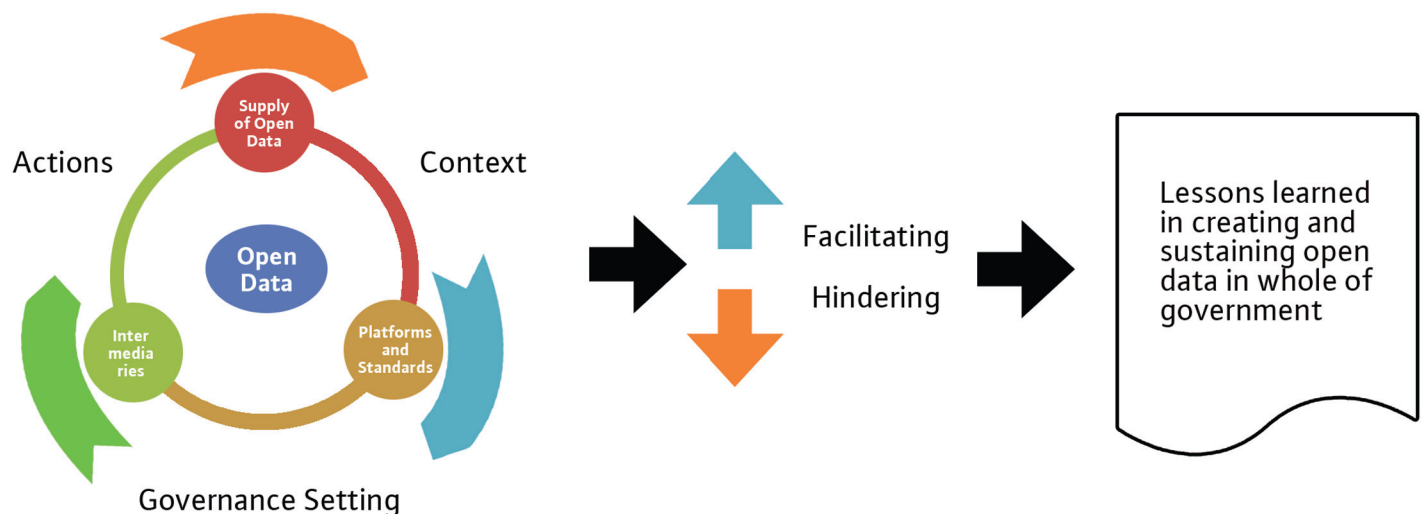 Supply
of Open
Data
Actions
Context
Open
Data
Inter
media
ries
Platforms
and
Standards
Governance Setting
Facilitating
Hindering
Lessons learned
in creating and
sustaining open
data in whole of
government